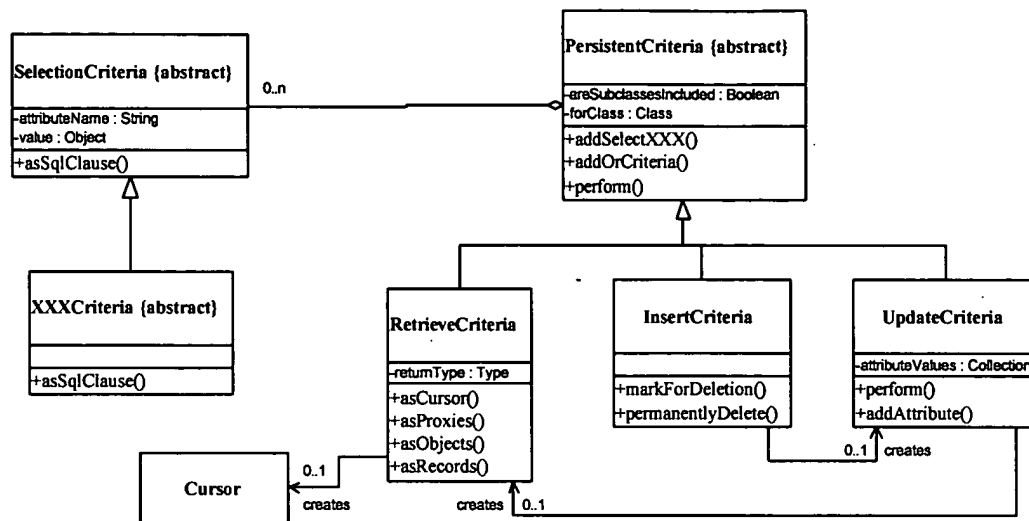 SelectionCriteria {abstract}
-attributeName : String
-value : Object
+asSqlClause()
0..n
PersistentCriteria {abstract}
-areSubclassesIncluded : Boolean
-forClass : Class
+addSelectXXX()
+addOrCriteria()
+perform()
XXXCriteria {abstract}
+asSqlClause()
RetrieveCriteria
-returnType : Type
+asCursor()
+asProxies()
+asObjects()
+asRecords()
InsertCriteria
+markForDeletion()
+permanentlyDelete()
UpdateCriteria
-attributeValues : Collection
+perform()
+addAttribute()
0..1 creates
Cursor
0..1
creates
creates 0..1